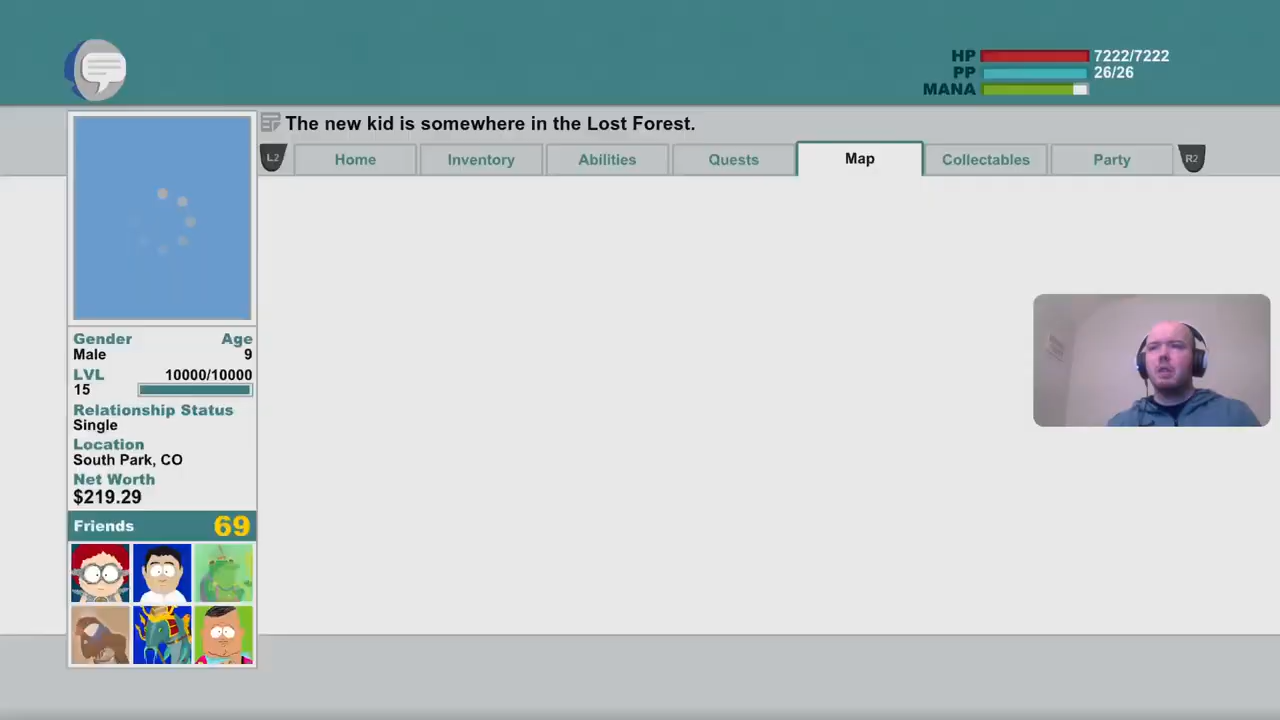 HP 7222/7222
PP 26/26
MANA
The new kid is somewhere in the Lost Forest.
L2 Home Inventory Abilities Quests Map Collectables Party R2
Gender Age
Male 9
LVL 10000/10000
15
Relationship Status
Single
Location
South Park, CO
Net Worth
$219.29
Friends 69